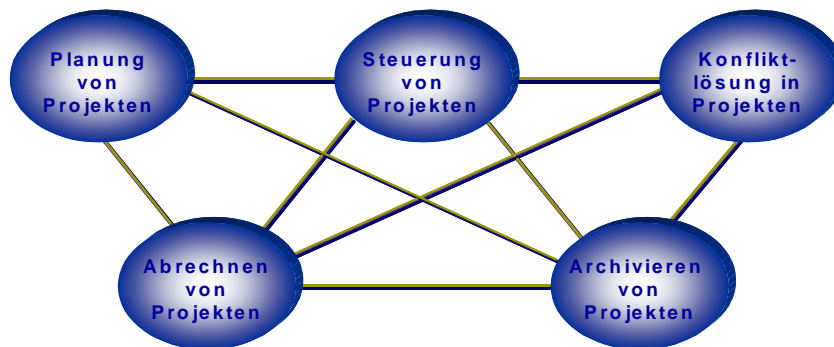 Planung
von
Projekten
Steuerung
von
Projekten
Konflikt-
lösung in
Projekten
Abrechnen
von
Projekten
Archivieren
von
Projekten